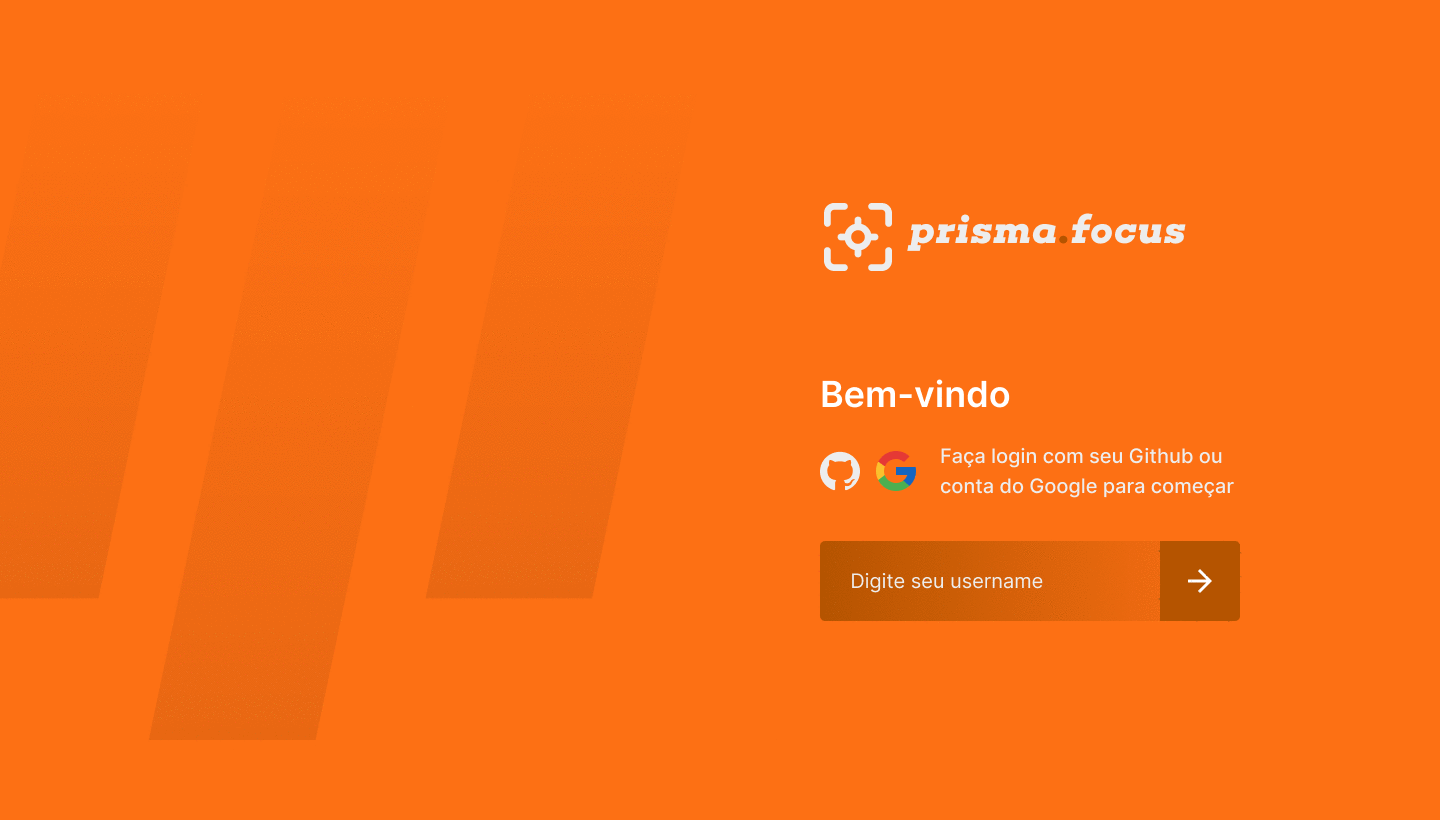 prisma.focus
Bem-vindo
Faça login com seu Github ou
conta do Google para começar
Digite seu username